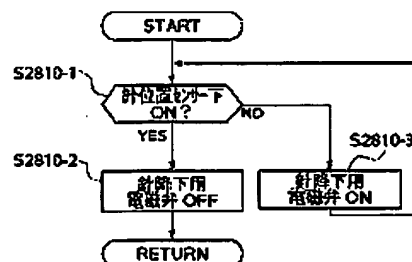 START
S2810-1
針位置センサー下
ON?
NO
YES
S2810-3
S2810-2
針降下用
電磁弁 OFF
針降下用
電磁弁 ON
RETURN